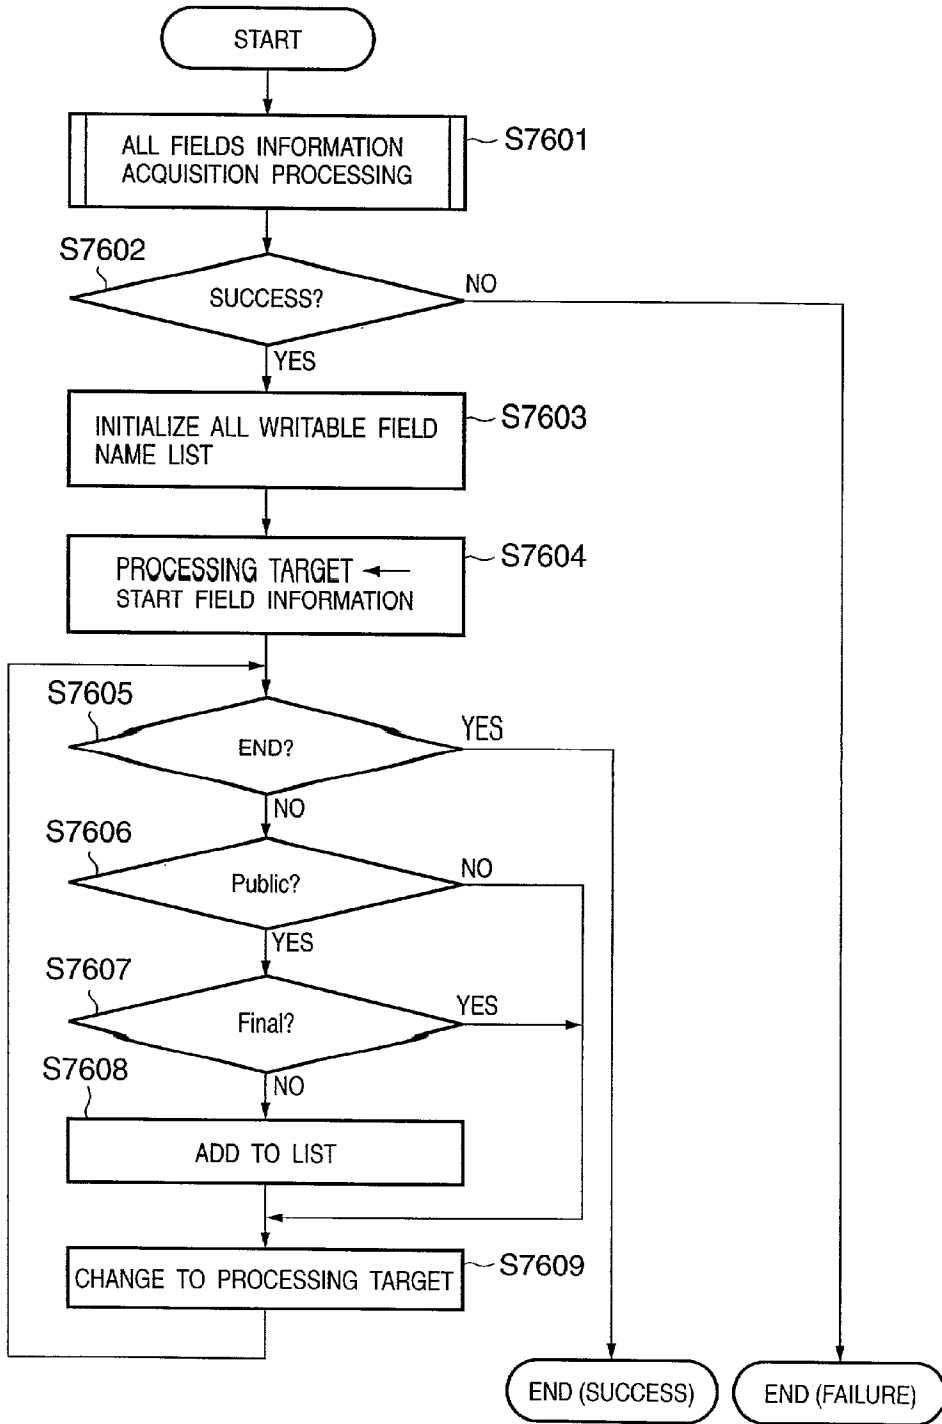 START
ALL FIELDS INFORMATION
ACQUISITION PROCESSING
S7601
S7602
SUCCESS?
NO
YES
INITIALIZE ALL WRITABLE FIELD
NAME LIST
S7603
PROCESSING TARGET ←
START FIELD INFORMATION
S7604
S7605
END?
YES
NO
S7606
Public?
NO
YES
S7607
Final?
YES
NO
S7608
ADD TO LIST
CHANGE TO PROCESSING TARGET
S7609
END (SUCCESS)
END (FAILURE)